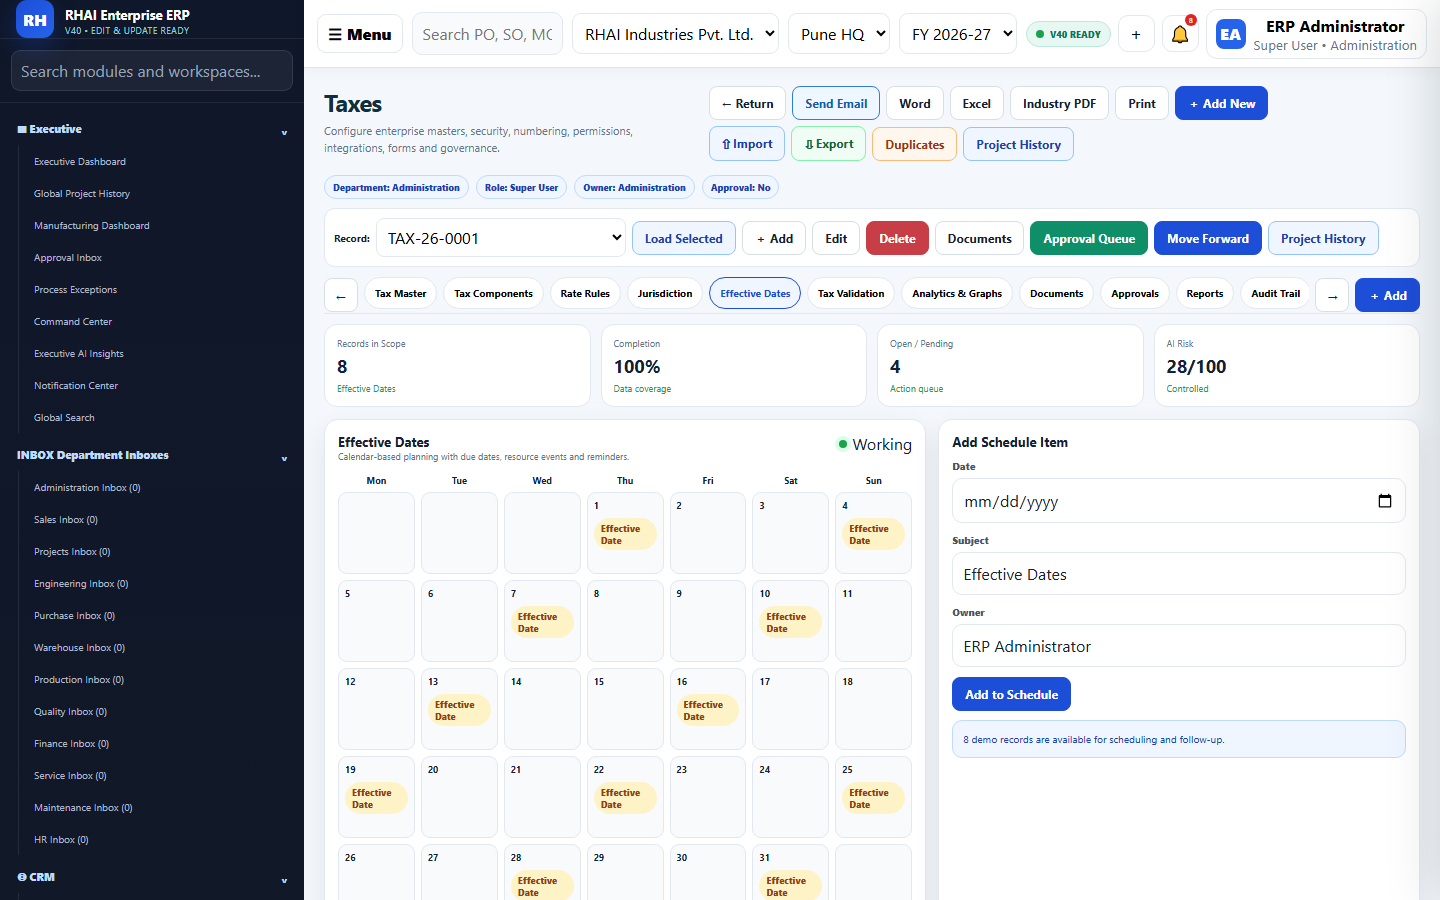 RH
RHAI Enterprise ERP
V40 • EDIT & UPDATE READY
Search modules and workspaces...
Executive
Executive Dashboard
Global Project History
Manufacturing Dashboard
Approval Inbox
Process Exceptions
Command Center
Executive AI Insights
Notification Center
Global Search
INBOX Department Inboxes
Administration Inbox (0)
Sales Inbox (0)
Projects Inbox (0)
Engineering Inbox (0)
Purchase Inbox (0)
Warehouse Inbox (0)
Production Inbox (0)
Quality Inbox (0)
Finance Inbox (0)
Service Inbox (0)
Maintenance Inbox (0)
HR Inbox (0)
CRM
☰ Menu
Search PO, SO, MO
RHAI Industries Pvt. Ltd.
Pune HQ
FY 2026-27
V40 READY
+
8
EA
ERP Administrator
Super User • Administration
Taxes
Configure enterprise masters, security, numbering, permissions,
integrations, forms and governance.
← Return
Send Email
Word
Excel
Industry PDF
Print
+ Add New
⇧ Import
⇩ Export
Duplicates
Project History
Department: Administration
Role: Super User
Owner: Administration
Approval: No
Record:
TAX-26-0001
Load Selected
+ Add
Edit
Delete
Documents
Approval Queue
Move Forward
Project History
←
Tax Master
Tax Components
Rate Rules
Jurisdiction
Effective Dates
Tax Validation
Analytics & Graphs
Documents
Approvals
Reports
Audit Trail
→
+ Add
Records in Scope
8
Effective Dates
Completion
100%
Data coverage
Open / Pending
4
Action queue
AI Risk
28/100
Controlled
Effective Dates
Calendar-based planning with due dates, resource events and reminders.
Working
Mon Tue Wed Thu Fri Sat Sun
1 2 3 4
Effective Date
Effective Date
5 6 7 8 9 10 11
Effective Date
Effective Date
12 13 14 15 16 17 18
Effective Date
Effective Date
19 20 21 22 23 24 25
Effective Date
Effective Date
Effective Date
26 27 28 29 30 31
Effective Date
Effective Date
Add Schedule Item
Date
mm/dd/yyyy
Subject
Effective Dates
Owner
ERP Administrator
Add to Schedule
8 demo records are available for scheduling and follow-up.